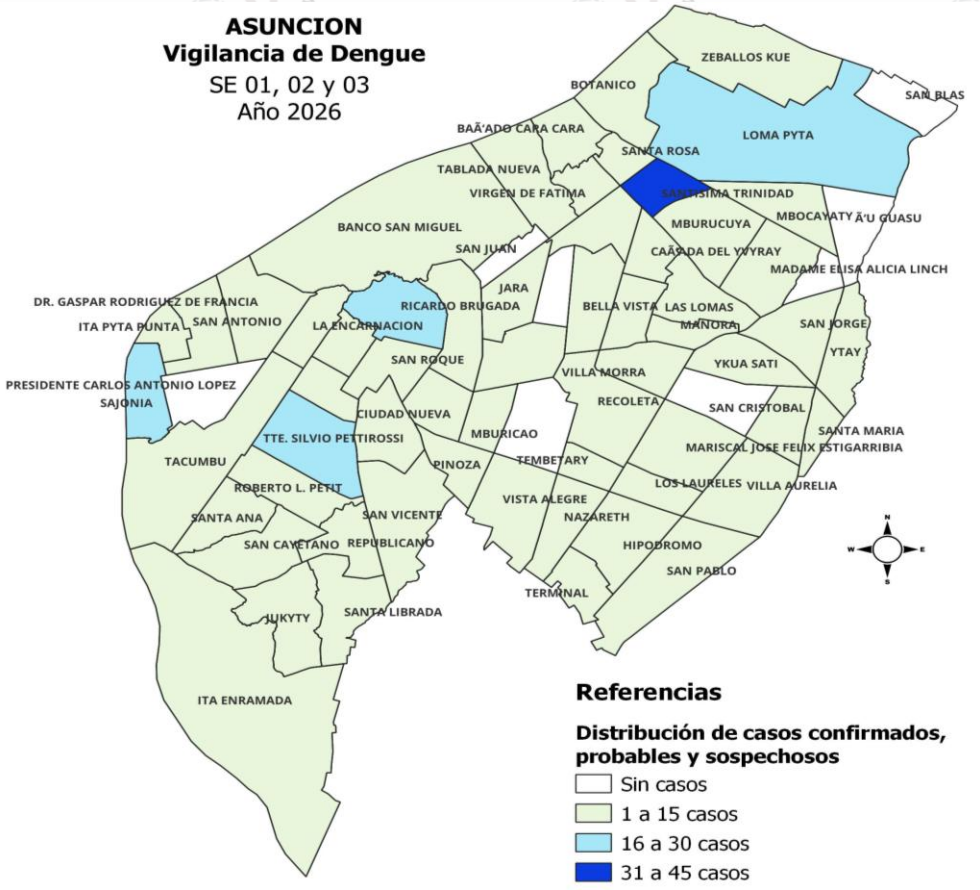 ASUNCION
Vigilancia de Dengue
SE 01, 02 y 03
Año 2026
ZEBALLOS KUE
BOTANICO
SAN BLAS
BAÃ'ADO CARA CARA
LOMA PYTA
SANTA ROSA
TABLADA NUEVA
VIRGEN DE FATIMA
SANTISIMA TRINIDAD
MBOCAYATY
Ã'U GUASU
MBURUCUYA
BANCO SAN MIGUEL
SAN JUAN
CAÃ'ADA DEL YVYRAY
MADAME ELISA ALICIA LINCH
JARA
DR. GASPAR RODRIGUEZ DE FRANCIA
RICARDO BRUGADA
BELLA VISTA
LAS LOMAS
ITA PYTA PUNTA
SAN ANTONIO
LA ENCARNACION
MANORA
SAN JORGE
SAN ROQUE
YTAY
YKUA SATI
VILLA MORRA
PRESIDENTE CARLOS ANTONIO LOPEZ
SAJONIA
RECOLETA
SAN CRISTOBAL
CIUDAD NUEVA
TTE. SILVIO PETTIROSSI
MBURICAO
SANTA MARIA
MARISCAL JOSE FELIX ESTIGARRIBIA
TACUMBU
PINOZA
TEMBETARY
ROBERTO L. PETIT
LOS LAURELES
VILLA AURELIA
VISTA ALEGRE
SANTA ANA
SAN VICENTE
NAZARETH
SAN CAYETANO
REPUBLICANO
HIPODROMO
SAN PABLO
TERMINAL
JUKYTY
SANTA LIBRADA
ITA ENRAMADA
N
W
E
S
Referencias
Distribución de casos confirmados,
probables y sospechosos
Sin casos
1 a 15 casos
16 a 30 casos
31 a 45 casos